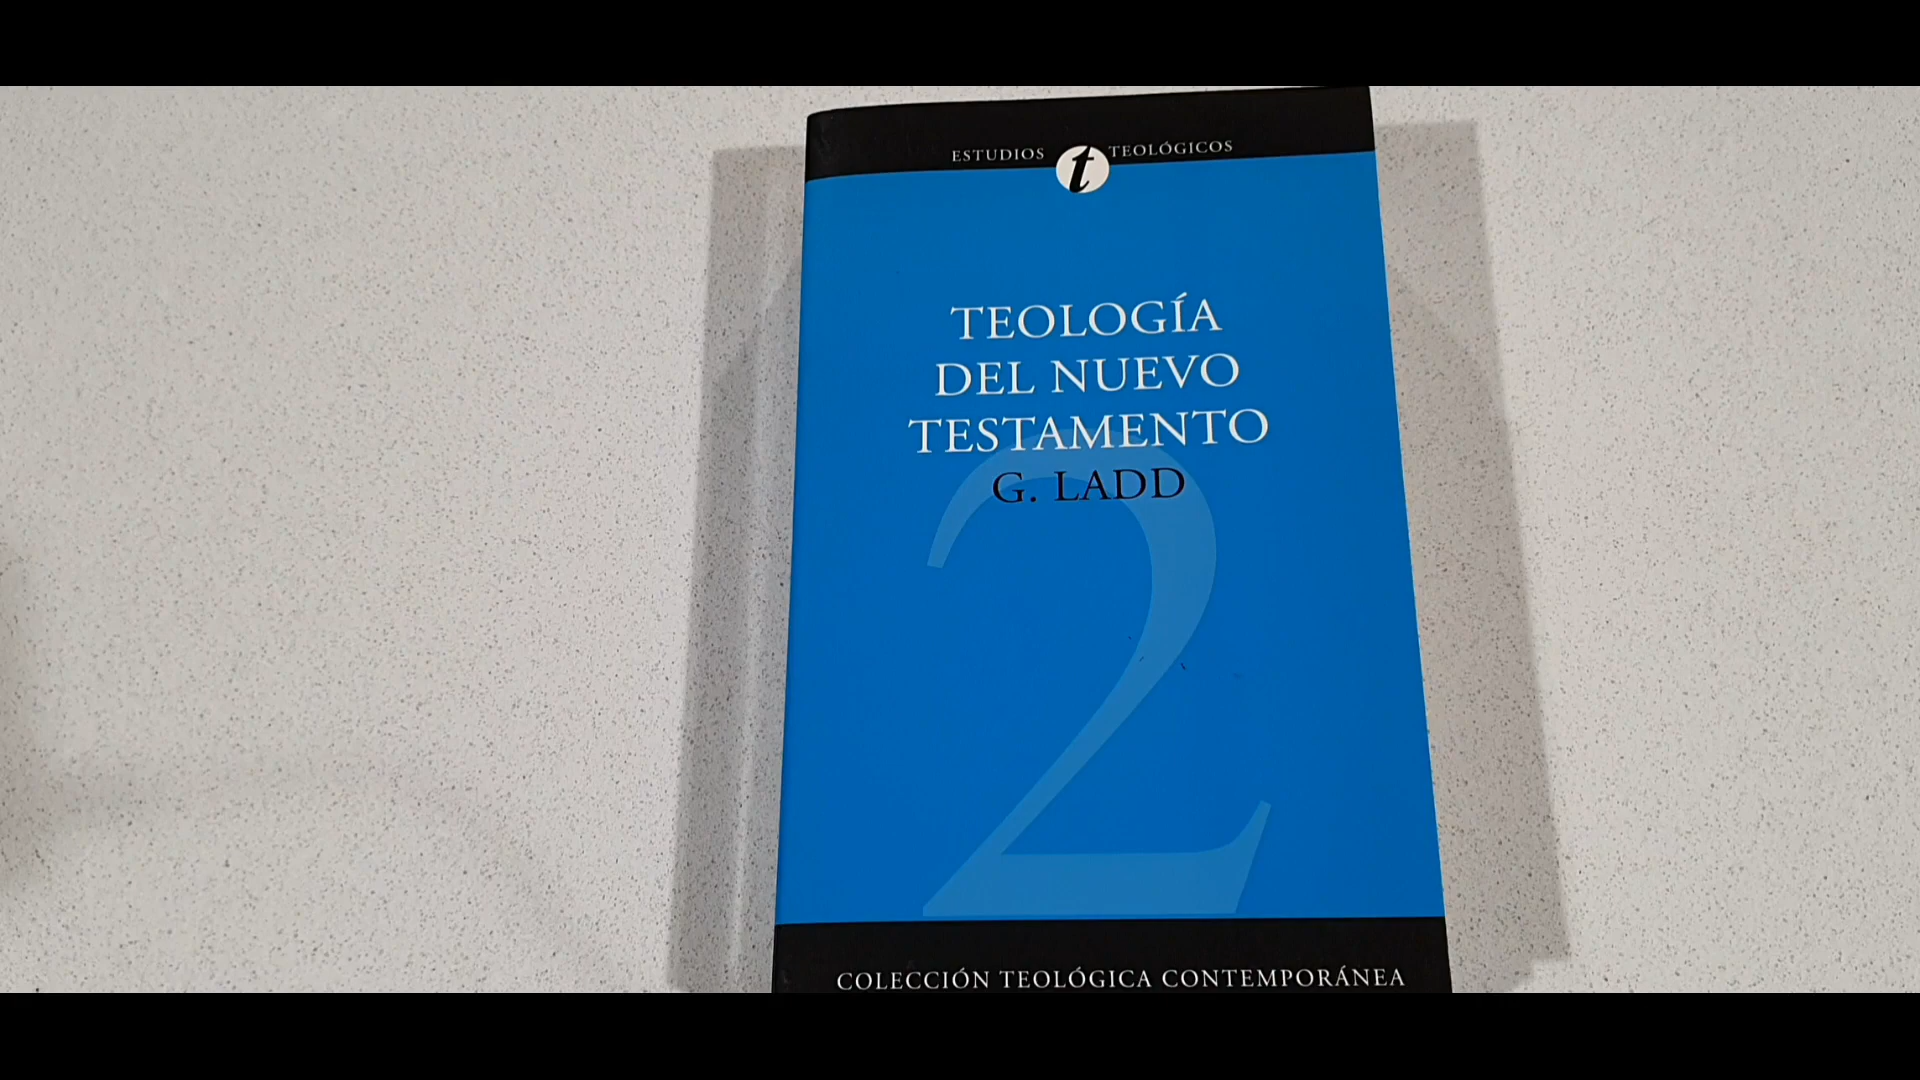 ESTUDIOS t TEOLÓGICOS
TEOLOGÍA
DEL NUEVO
TESTAMENTO
G. LADD
2
COLECCIÓN TEOLÓGICA CONTEMPORÁNEA